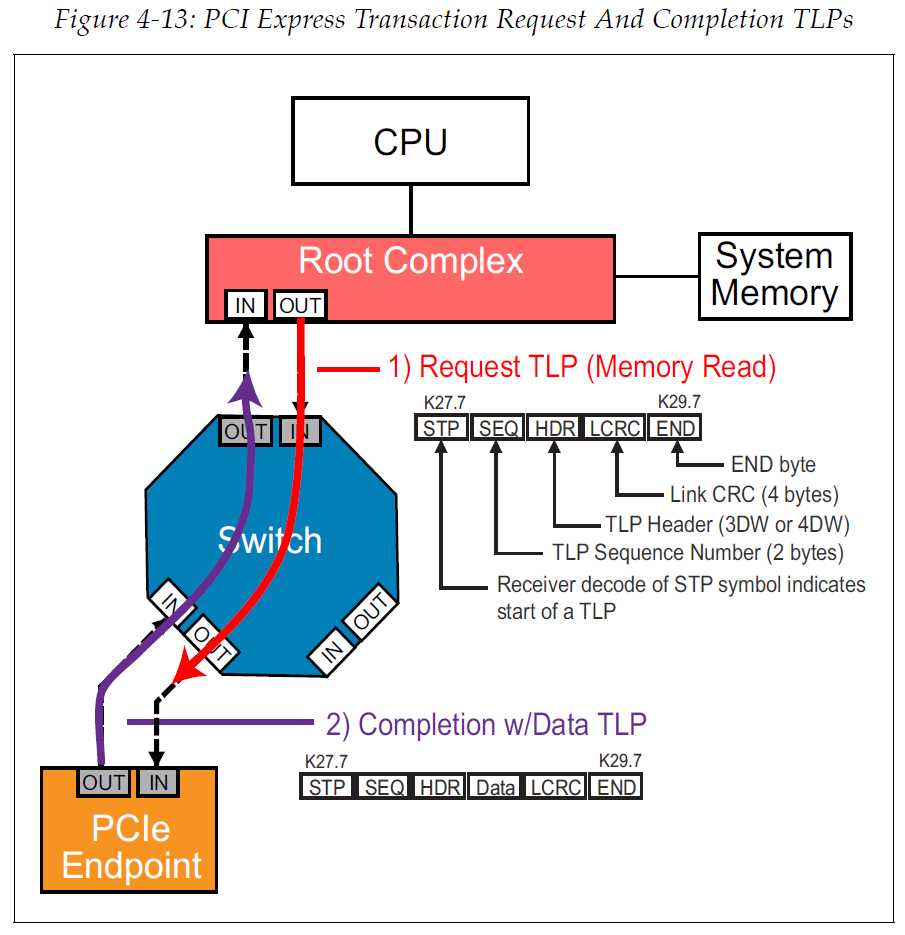 Figure 4-13: PCI Express Transaction Request And Completion TLPs
CPU
Root Complex
IN
OUT
System
Memory
1) Request TLP (Memory Read)
K27.7
K29.7
STP
SEQ
HDR
LCRC
END
END byte
Link CRC (4 bytes)
TLP Header (3DW or 4DW)
TLP Sequence Number (2 bytes)
Receiver decode of STP symbol indicates
start of a TLP
OUT
IN
Switch
IN
OUT
IN
OUT
2) Completion w/Data TLP
K27.7
K29.7
STP
SEQ
HDR
Data
LCRC
END
OUT
IN
PCIe
Endpoint